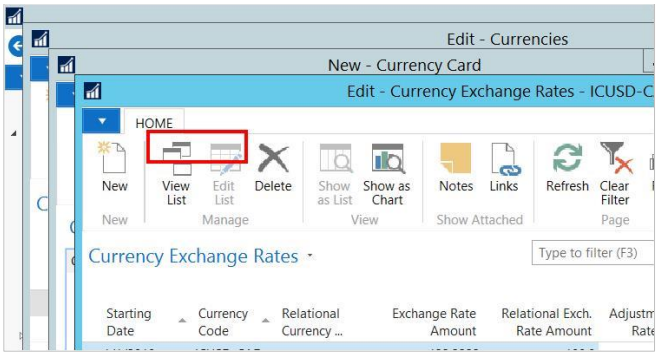 Edit - Currencies
New - Currency Card
Edit - Currency Exchange Rates - ICUSD-C
HOME
New View List Edit List Delete Show as List Show as Chart Notes Links Refresh Clear Filter
New Manage View Show Attached Page
Currency Exchange Rates
Type to filter (F3)
Starting Date Currency Code Relational Currency ... Exchange Rate Amount Relational Exch. Rate Amount Adjustm Rate